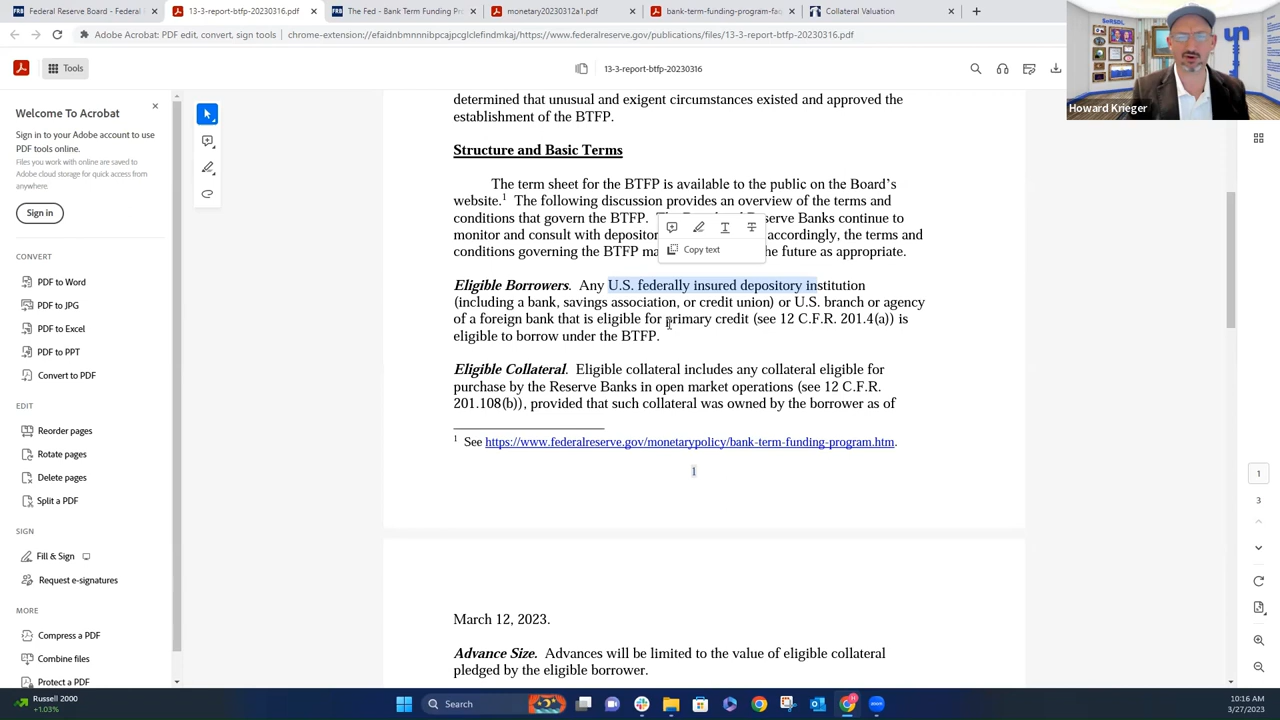 Federal Reserve Board - Federal R
13-3-report-btfp-20230316.pdf
The Fed - Bank Term Funding Pro
monetary20230312a1.pdf
bank-term-funding-program-faq
Collateral Valuation
Adobe Acrobat: PDF edit, convert, sign tools
chrome-extension://efaidnbmnnnibpcajpcglclefindmkaj/https://www.federalreserve.gov/publications/files/13-3-report-btfp-20230316.pdf
SeRSOL
Howard Krieger
Tools
13-3-report-btfp-20230316
Welcome To Acrobat
Sign in to your Adobe account to use
PDF tools online.
Files you work with online are saved to
Adobe cloud storage for quick access from
anywhere.
Sign in
CONVERT
PDF to Word
PDF to JPG
PDF to Excel
PDF to PPT
Convert to PDF
EDIT
Reorder pages
Rotate pages
Delete pages
Split a PDF
SIGN
Fill & Sign
Request e-signatures
MORE
Compress a PDF
Combine files
Protect a PDF
determined that unusual and exigent circumstances existed and approved the
establishment of the BTFP.
Structure and Basic Terms
The term sheet for the BTFP is available to the public on the Board's
website.1 The following discussion provides an overview of the terms and
conditions that govern the BTFP. Reserve Banks continue to
monitor and consult with depositor accordingly, the terms and
conditions governing the BTFP ma the future as appropriate.
Copy text
Eligible Borrowers. Any U.S. federally insured depository institution
(including a bank, savings association, or credit union) or U.S. branch or agency
of a foreign bank that is eligible for primary credit (see 12 C.F.R. 201.4(a)) is
eligible to borrow under the BTFP.
Eligible Collateral. Eligible collateral includes any collateral eligible for
purchase by the Reserve Banks in open market operations (see 12 C.F.R.
201.108(b)), provided that such collateral was owned by the borrower as of
1 See https://www.federalreserve.gov/monetarypolicy/bank-term-funding-program.htm.
1
March 12, 2023.
Advance Size. Advances will be limited to the value of eligible collateral
pledged by the eligible borrower.
1
3
Russell 2000
+1.03%
Search
10:16 AM
3/27/2023